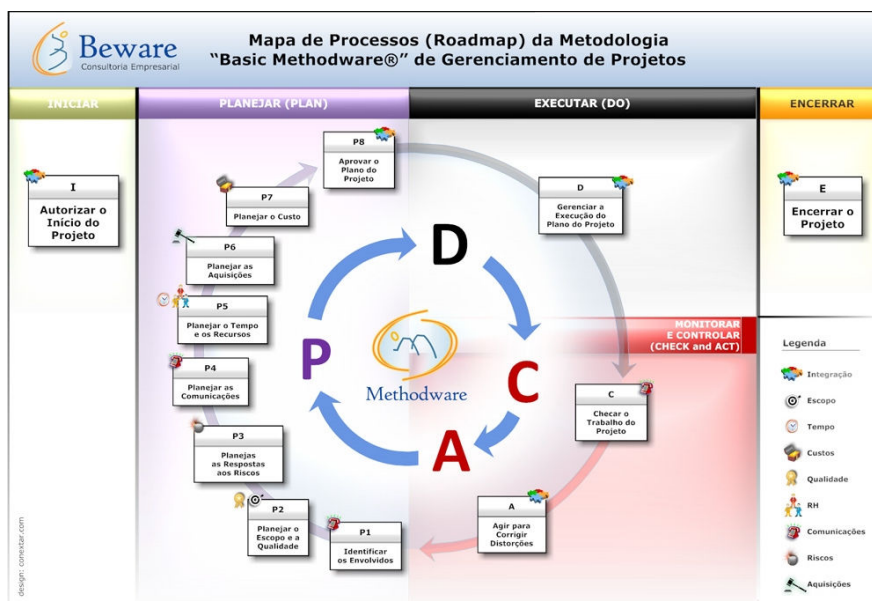 Beware
Consultoria Empresarial
Mapa de Processos (Roadmap) da Metodologia
“Basic Methodware®” de Gerenciamento de Projetos
INICIAR
PLANEJAR (PLAN)
EXECUTAR (DO)
ENCERRAR
I
Autorizar o
Início do
Projeto
P8
Aprovar o
Plano do
Projeto
P7
Planejar o Custo
P6
Planejar as
Aquisições
P5
Planejar o Tempo
e os Recursos
P4
Planejar as
Comunicações
P3
Planejas
as Respostas
aos Riscos
P2
Planejar o
Escopo e a
Qualidade
P1
Identificar
os Envolvidos
D
Gerenciar a
Execução do
Plano do Projeto
E
Encerrar o
Projeto
MONITORAR
E CONTROLAR
(CHECK and ACT)
C
Checar o
Trabalho do
Projeto
A
Agir para
Corrigir
Distorções
P
D
C
A
Methodware
Legenda
Integração
Escopo
Tempo
Custos
Qualidade
RH
Comunicações
Riscos
Aquisições
design: conextar.com